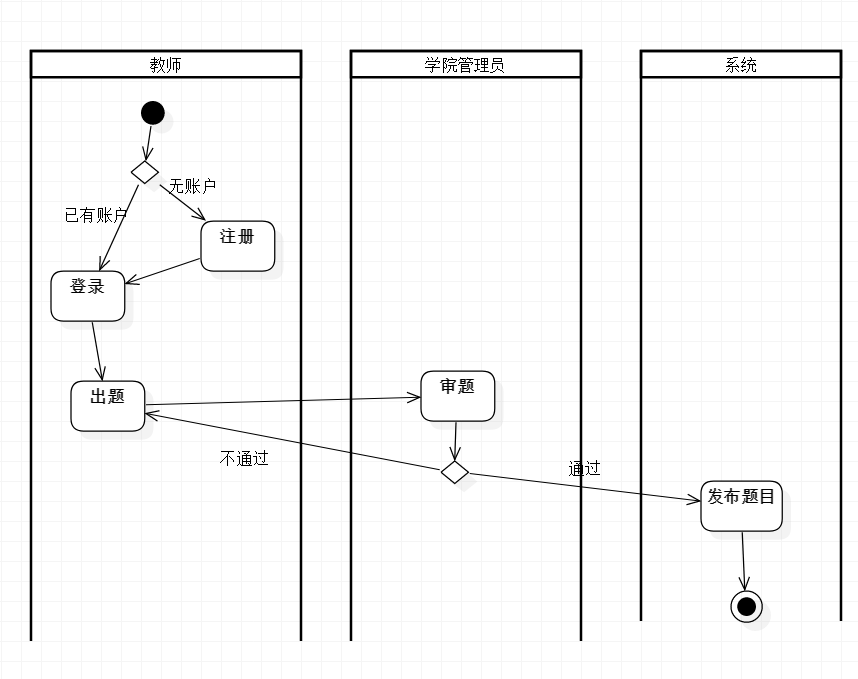 教师
学院管理员
系统
无账户
已有账户
注册
登录
出题
审题
不通过
通过
发布题目